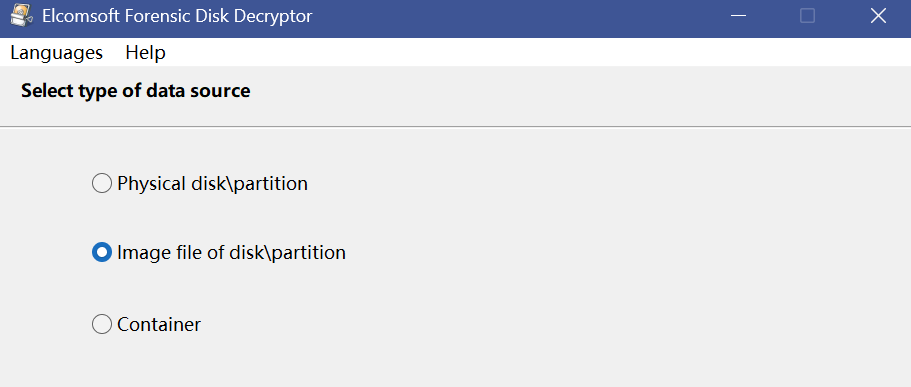 Elcomsoft Forensic Disk Decryptor
Languages Help
Select type of data source
Physical disk\partition
Image file of disk\partition
Container